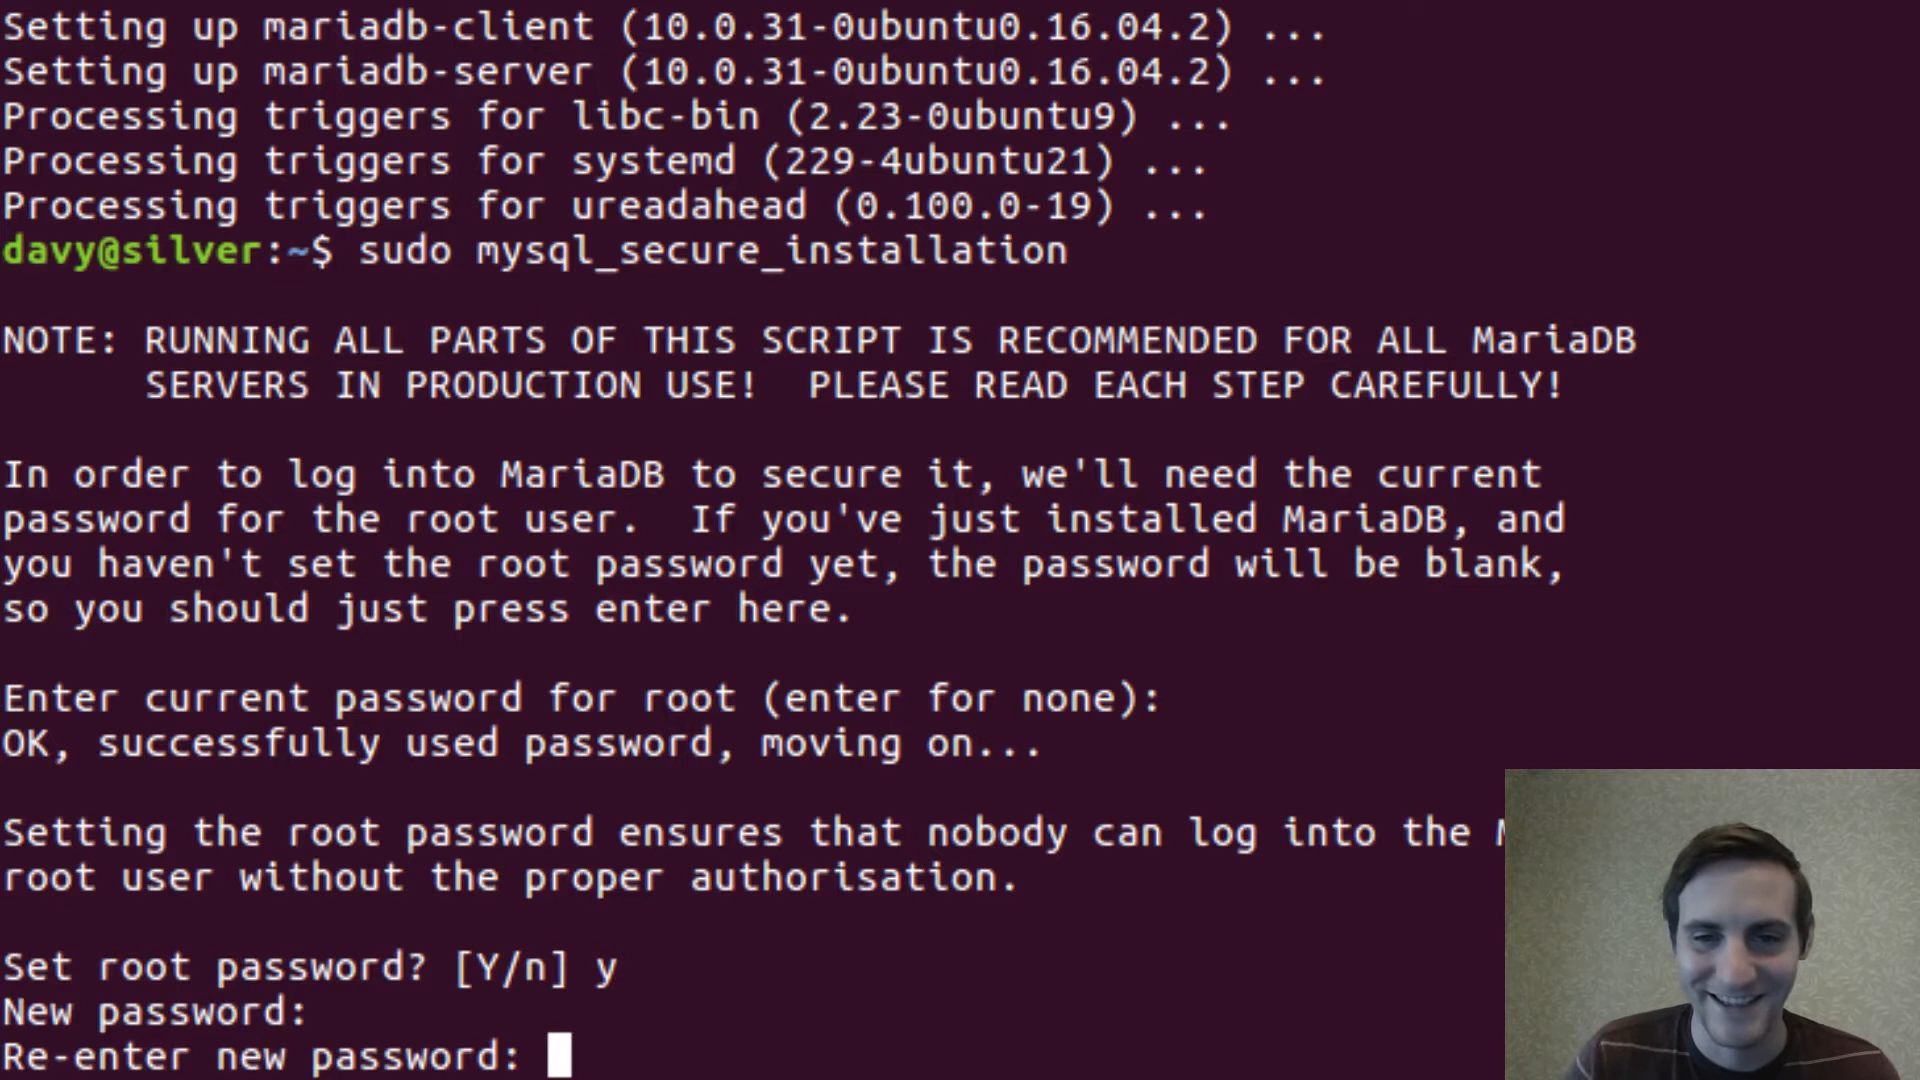 Setting up mariadb-client (10.0.31-0ubuntu0.16.04.2) ...
Setting up mariadb-server (10.0.31-0ubuntu0.16.04.2) ...
Processing triggers for libc-bin (2.23-0ubuntu9) ...
Processing triggers for systemd (229-4ubuntu21) ...
Processing triggers for ureadahead (0.100.0-19) ...
davy@silver:~$ sudo mysql_secure_installation
NOTE: RUNNING ALL PARTS OF THIS SCRIPT IS RECOMMENDED FOR ALL MariaDB
SERVERS IN PRODUCTION USE!  PLEASE READ EACH STEP CAREFULLY!
In order to log into MariaDB to secure it, we'll need the current
password for the root user.  If you've just installed MariaDB, and
you haven't set the root password yet, the password will be blank,
so you should just press enter here.
Enter current password for root (enter for none):
OK, successfully used password, moving on...
Setting the root password ensures that nobody can log into the
root user without the proper authorisation.
Set root password? [Y/n] y
New password:
Re-enter new password: